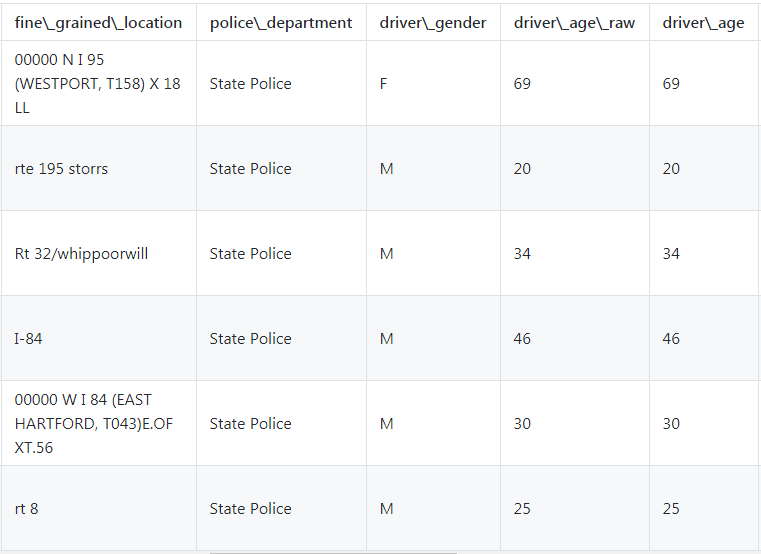 fine\_grained\_location police\_department driver\_gender driver\_age\_raw driver\_age
00000 N I 95
(WESTPORT, T158) X 18
LL
State Police F 69 69
rte 195 storrs State Police M 20 20
Rt 32/whippoorwill State Police M 34 34
I-84 State Police M 46 46
00000 W I 84 (EAST
HARTFORD, T043)E.OF
XT.56
State Police M 30 30
rt 8 State Police M 25 25